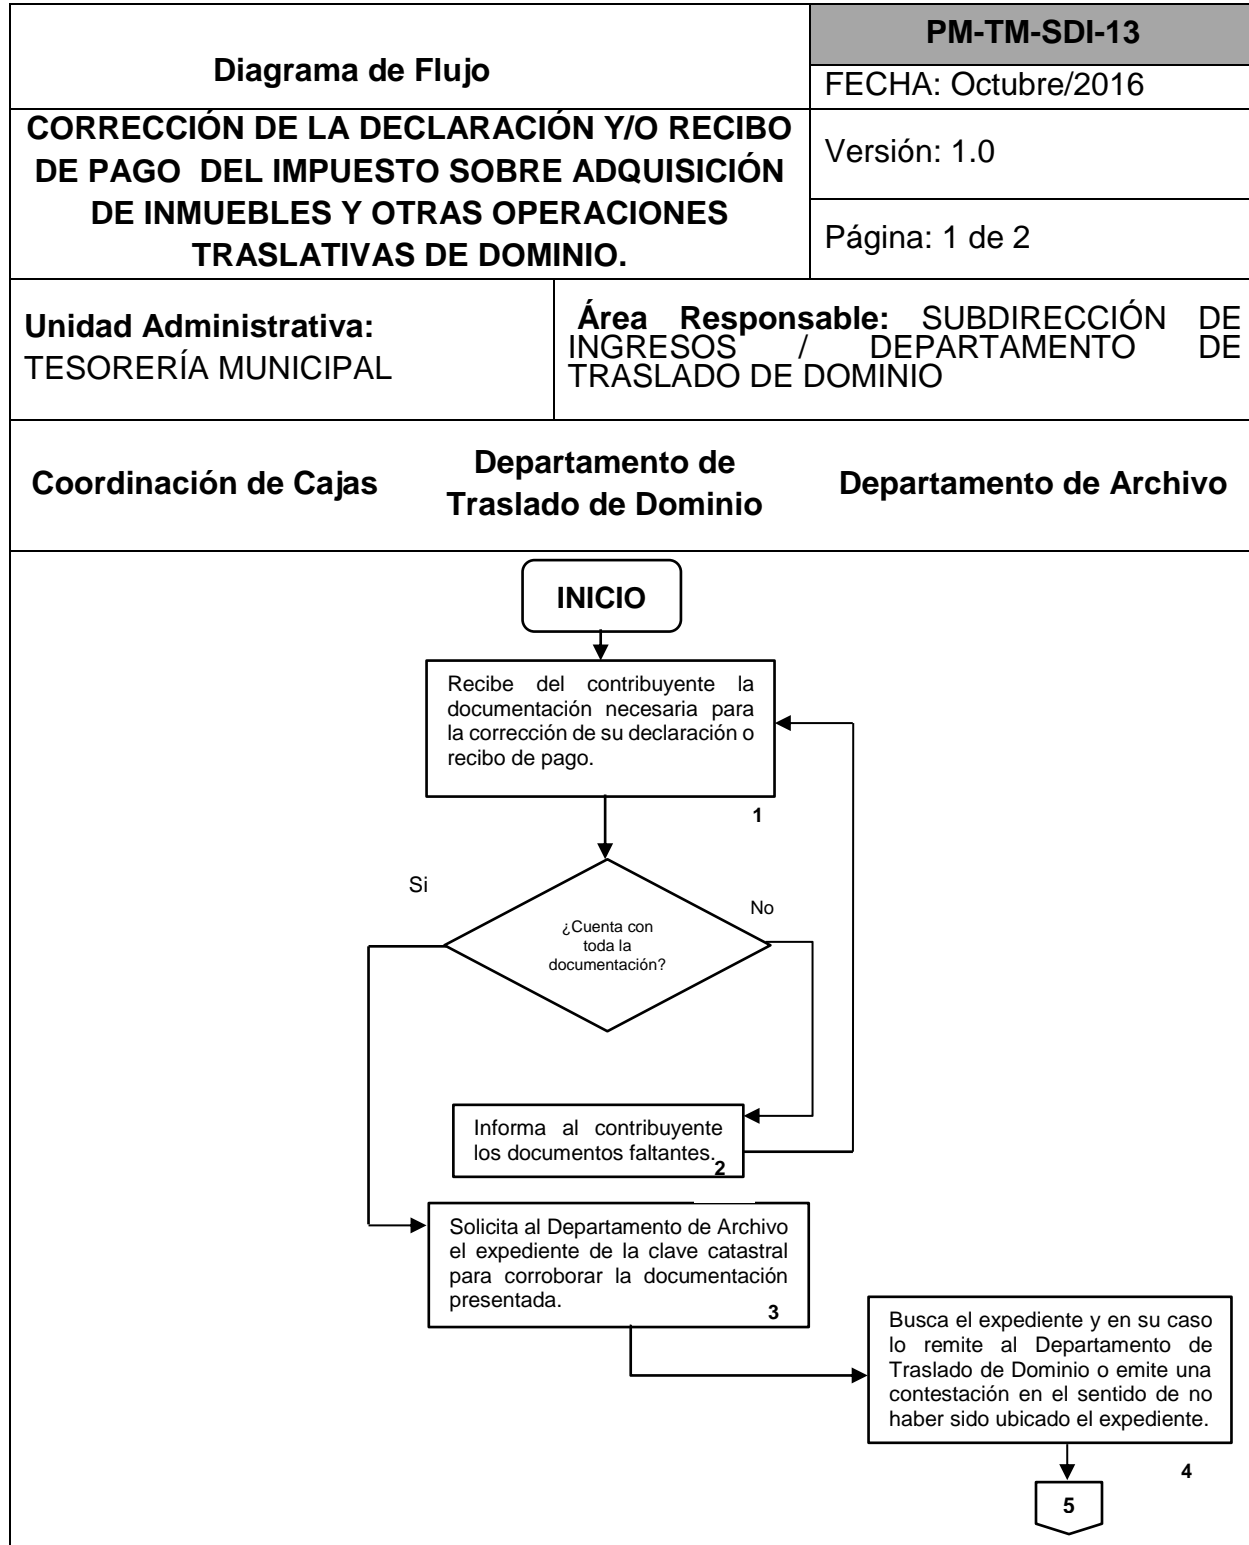 Diagrama de Flujo
PM-TM-SDI-13
FECHA: Octubre/2016
CORRECCIÓN DE LA DECLARACIÓN Y/O RECIBO
DE PAGO DEL IMPUESTO SOBRE ADQUISICIÓN
DE INMUEBLES Y OTRAS OPERACIONES
TRASLATIVAS DE DOMINIO.
Versión: 1.0
Página: 1 de 2
Unidad Administrativa:
TESORERÍA MUNICIPAL
Área Responsable: SUBDIRECCIÓN DE
INGRESOS / DEPARTAMENTO DE
TRASLADO DE DOMINIO
Coordinación de Cajas
Departamento de
Traslado de Dominio
Departamento de Archivo
INICIO
Recibe del contribuyente la
documentación necesaria para
la corrección de su declaración o
recibo de pago.
1
Si
¿Cuenta con
toda la
documentación?
No
Informa al contribuyente
los documentos faltantes.
2
Solicita al Departamento de Archivo
el expediente de la clave catastral
para corroborar la documentación
presentada.
3
Busca el expediente y en su caso
lo remite al Departamento de
Traslado de Dominio o emite una
contestación en el sentido de no
haber sido ubicado el expediente.
4
5